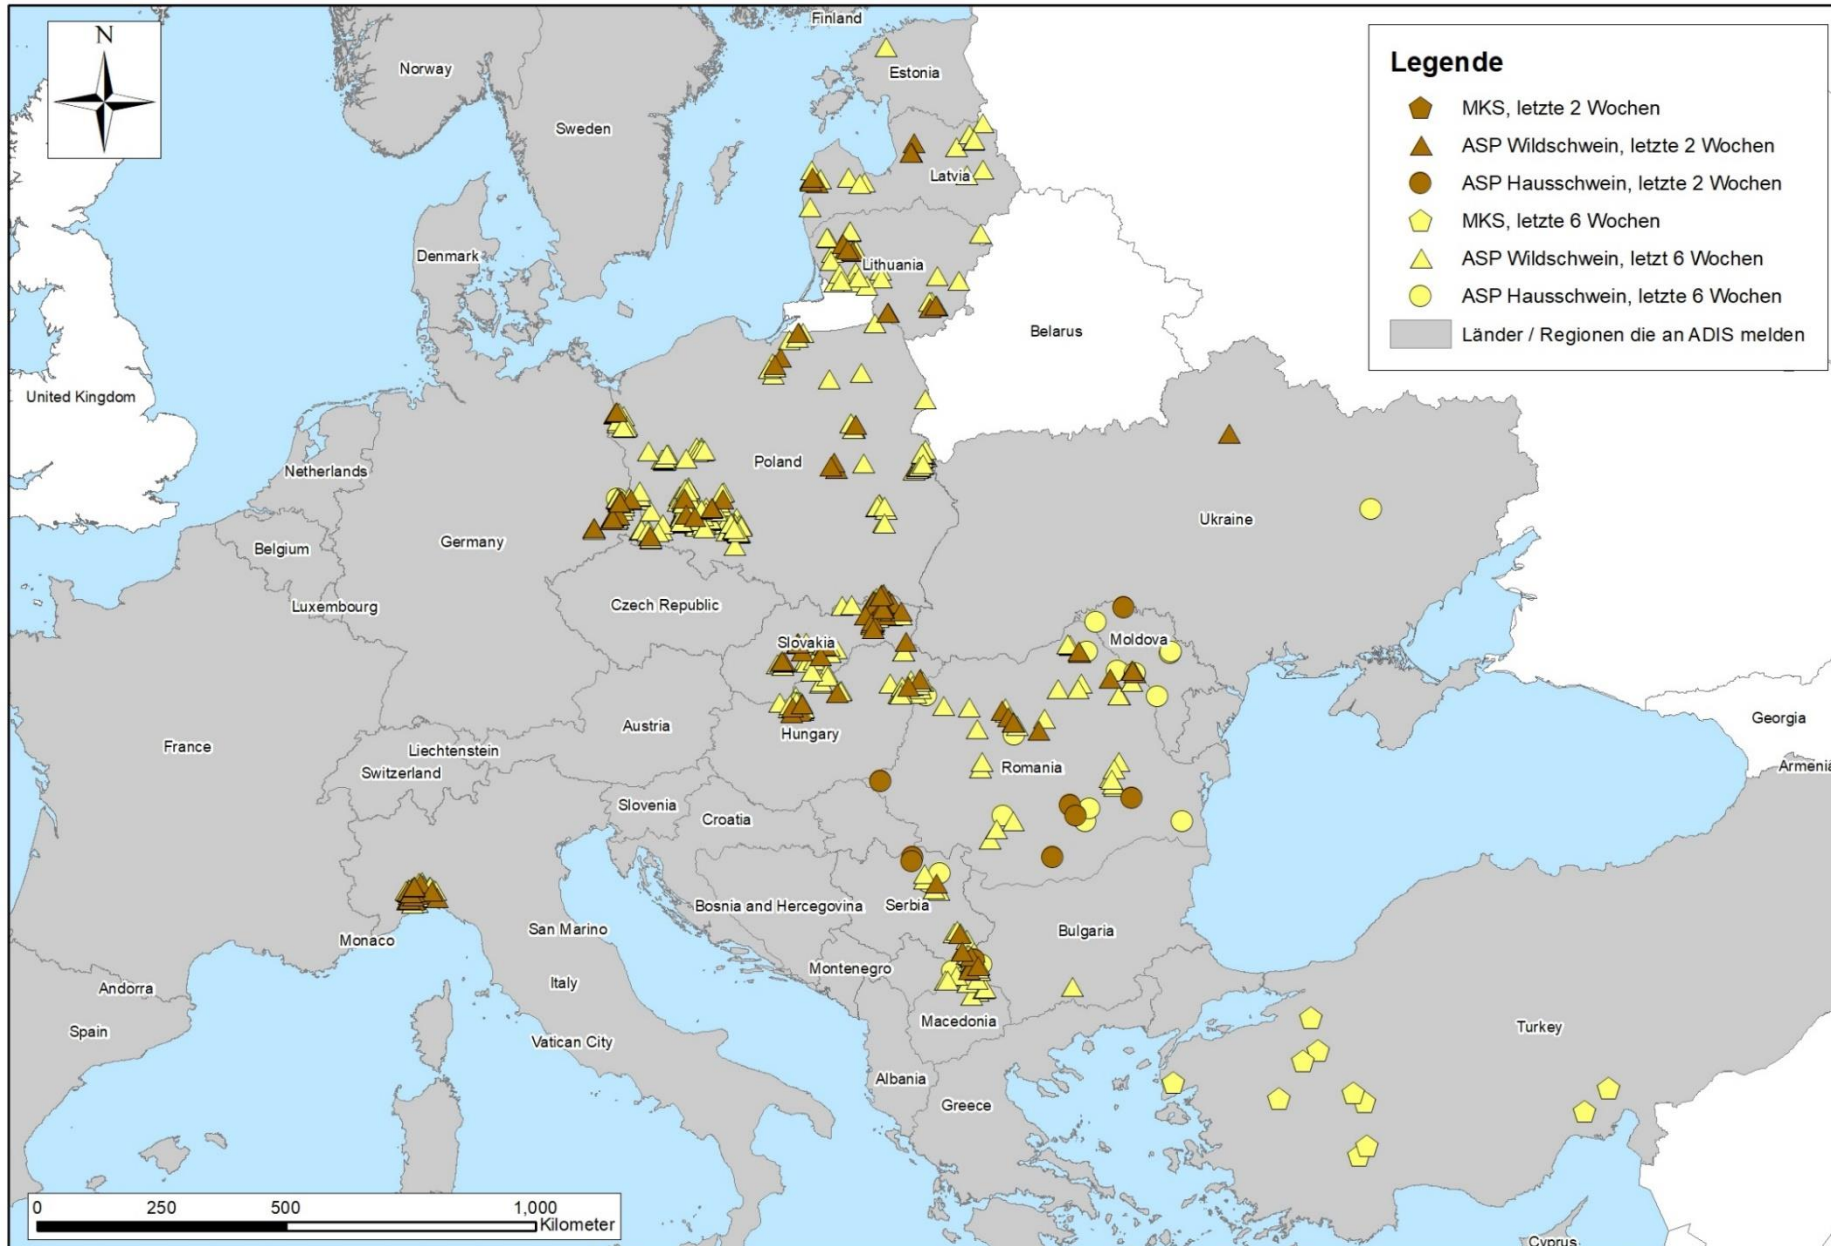 N
Finland
Norway
Estonia
Sweden
Latvia
Denmark
Lithuania
Belarus
United Kingdom
Netherlands
Poland
Ukraine
Belgium
Germany
Luxembourg
Czech Republic
Slovakia
Moldova
Austria
Hungary
France
Liechtenstein
Switzerland
Romania
Georgia
Armeniä
Slovenia
Croatia
Bosnia and Hercegovina
Serbia
San Marino
Monaco
Bulgaria
Montenegro
Andorra
Italy
Macedonia
Spain
Turkey
Vatican City
Albania
Greece
Cyprus
Legende
MKS, letzte 2 Wochen
ASP Wildschwein, letzte 2 Wochen
ASP Hausschwein, letzte 2 Wochen
MKS, letzte 6 Wochen
ASP Wildschwein, letzt 6 Wochen
ASP Hausschwein, letzte 6 Wochen
Länder / Regionen die an ADIS melden
0 250 500 1,000
Kilometer